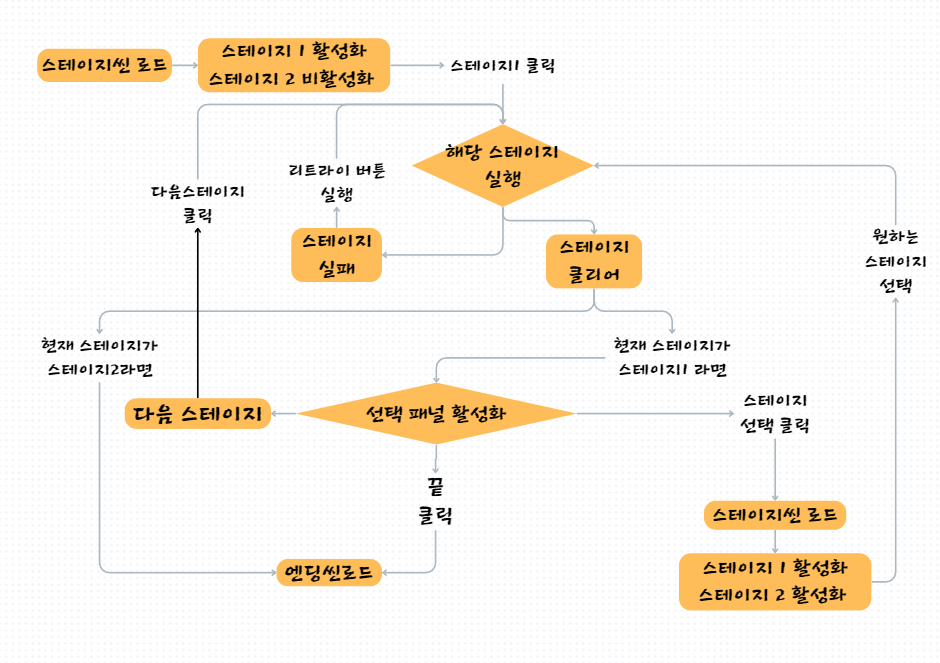 스테이지씬 로드
스테이지 1 활성화
스테이지 2 비활성화
스테이지1 클릭
해당 스테이지
실행
리트라이 버튼
실행
다음스테이지
클릭
스테이지
실패
스테이지
클리어
원하는
스테이지
선택
현재 스테이지가
스테이지2라면
현재 스테이지가
스테이지1 라면
다음 스테이지
선택 패널 활성화
스테이지
선택 클릭
끝
클릭
스테이지씬 로드
엔딩씬로드
스테이지 1 활성화
스테이지 2 활성화